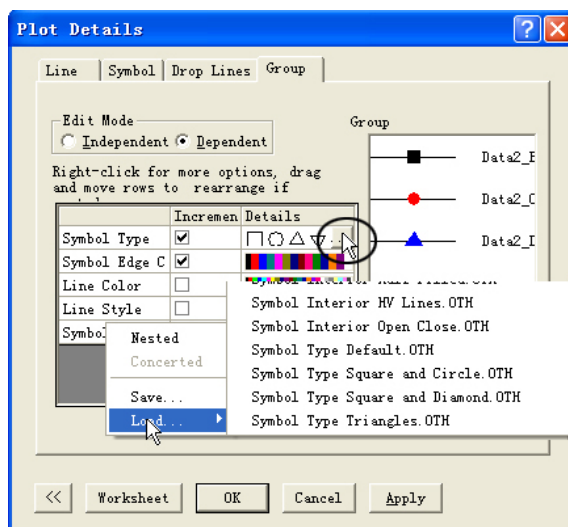 Plot Details
Line Symbol Drop Lines Group
Edit Mode
Independent Dependent
Group
Right-click for more options, drag
and move rows to rearrange if
Incremen Details
Symbol Type
Symbol Edge C
Line Color
Line Style
Symbo
Data2_
Data2_
Data2_
Symbol Interior HV Lines.OTH
Symbol Interior Open Close.OTH
Symbol Type Default.OTH
Symbol Type Square and Circle.OTH
Symbol Type Square and Diamond.OTH
Symbol Type Triangles.OTH
Nested
Concerted
Save...
Load...
<< Worksheet OK Cancel Apply